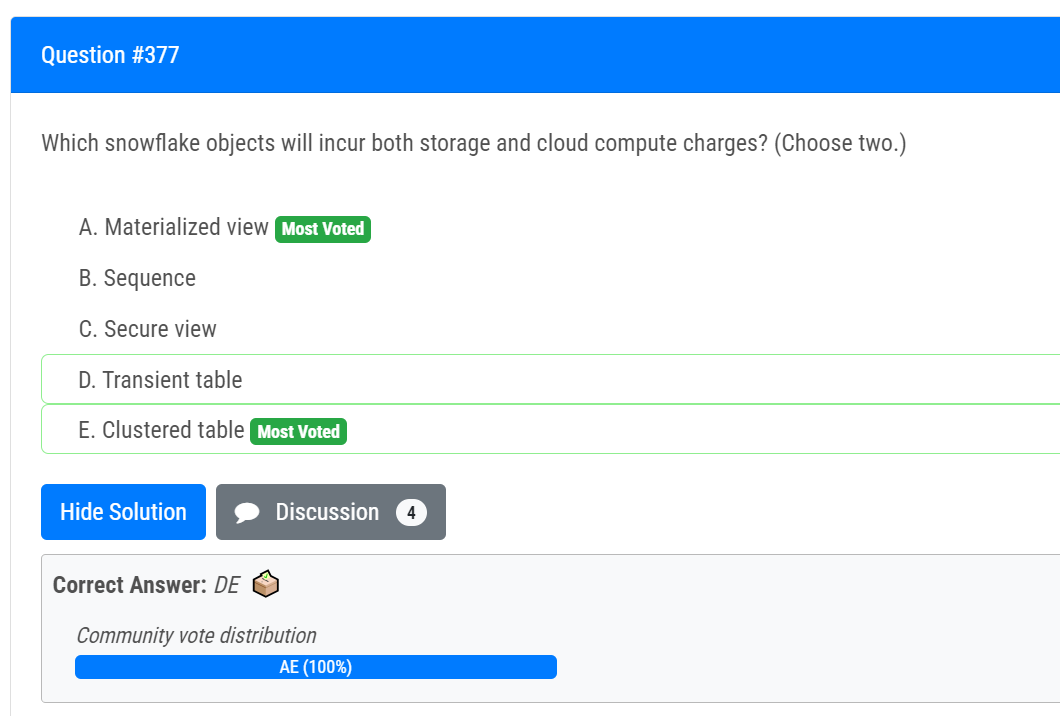 Question #377
Which snowflake objects will incur both storage and cloud compute charges? (Choose two.)
A. Materialized view Most Voted
B. Sequence
C. Secure view
D. Transient table
E. Clustered table Most Voted
Hide Solution Discussion 4
Correct Answer: DE
Community vote distribution
AE (100%)